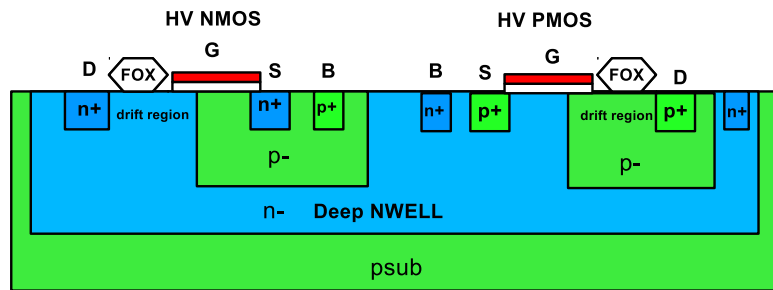 HV NMOS HV PMOS
D FOX G S B B S G FOX D
n+ drift region n+ p+ n+ p+ drift region p+ n+
p- p-
n- Deep NWELL
psub